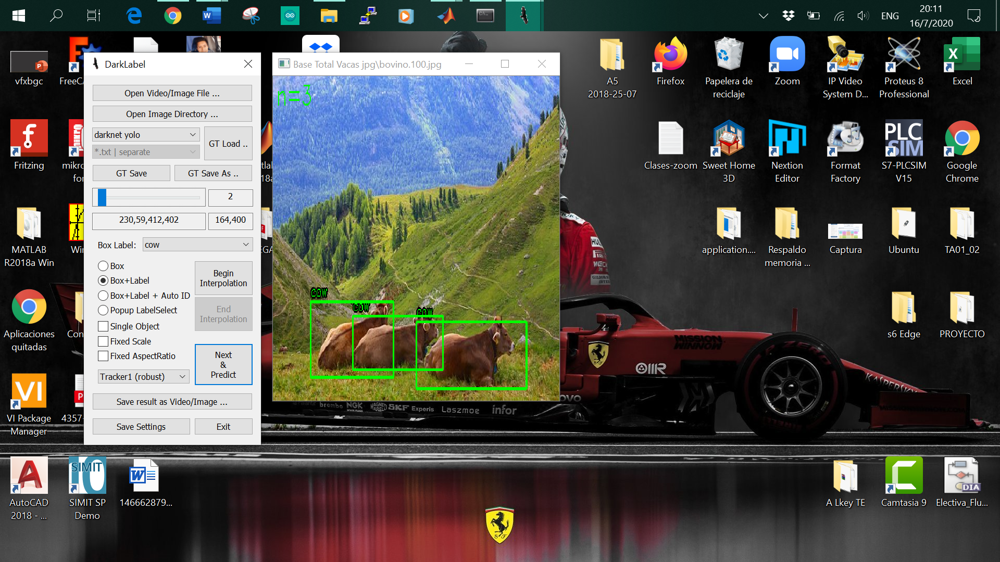 ENG
20:11
16/7/2020
vfxbgc
FreeCA
DarkLabel
Open Video/Image File ...
Open Image Directory ...
darknet yolo
*.txt | separate
GT Load ..
GT Save
GT Save As ..
2
230,59,412,402
164,400
Box Label:
cow
Box
Box+Label
Box+Label + Auto ID
Popup LabelSelect
Single Object
Fixed Scale
Fixed AspectRatio
Begin
Interpolation
End
Interpolation
Next
&
Predict
Tracker1 (robust)
Save result as Video/Image ...
Save Settings
Exit
Base Total Vacas jpg\bovino.100.jpg
n=3
cow
cow
cow
A5
2018-25-07
Firefox
Papelera de
reciclaje
Zoom
IP Video
System D...
Proteus 8
Professional
Excel
Fritzing
mikro
for
Clases-zoom
Sweet Home
3D
Nextion
Editor
Format
Factory
PLC
SIM
S7-PLCSIM
V15
Google
Chrome
MATLAB
R2018a Win
Win
application....
Respaldo
memoria ...
Captura
Ubuntu
TA01_02
Aplicaciones
quitadas
Con
s6 Edge
PROYECTO
VI
VI Package
Manager
4357-
MISSION
WINNOW
KASPERSKY
brembo
NGK
SKF
Experis
Laszmoe
infor
AutoCAD
2018 - ...
SIMIT
SIMIT SP
Demo
146662879...
A Lkey TE
Camtasia 9
DIA
Electiva_Flu...
S F